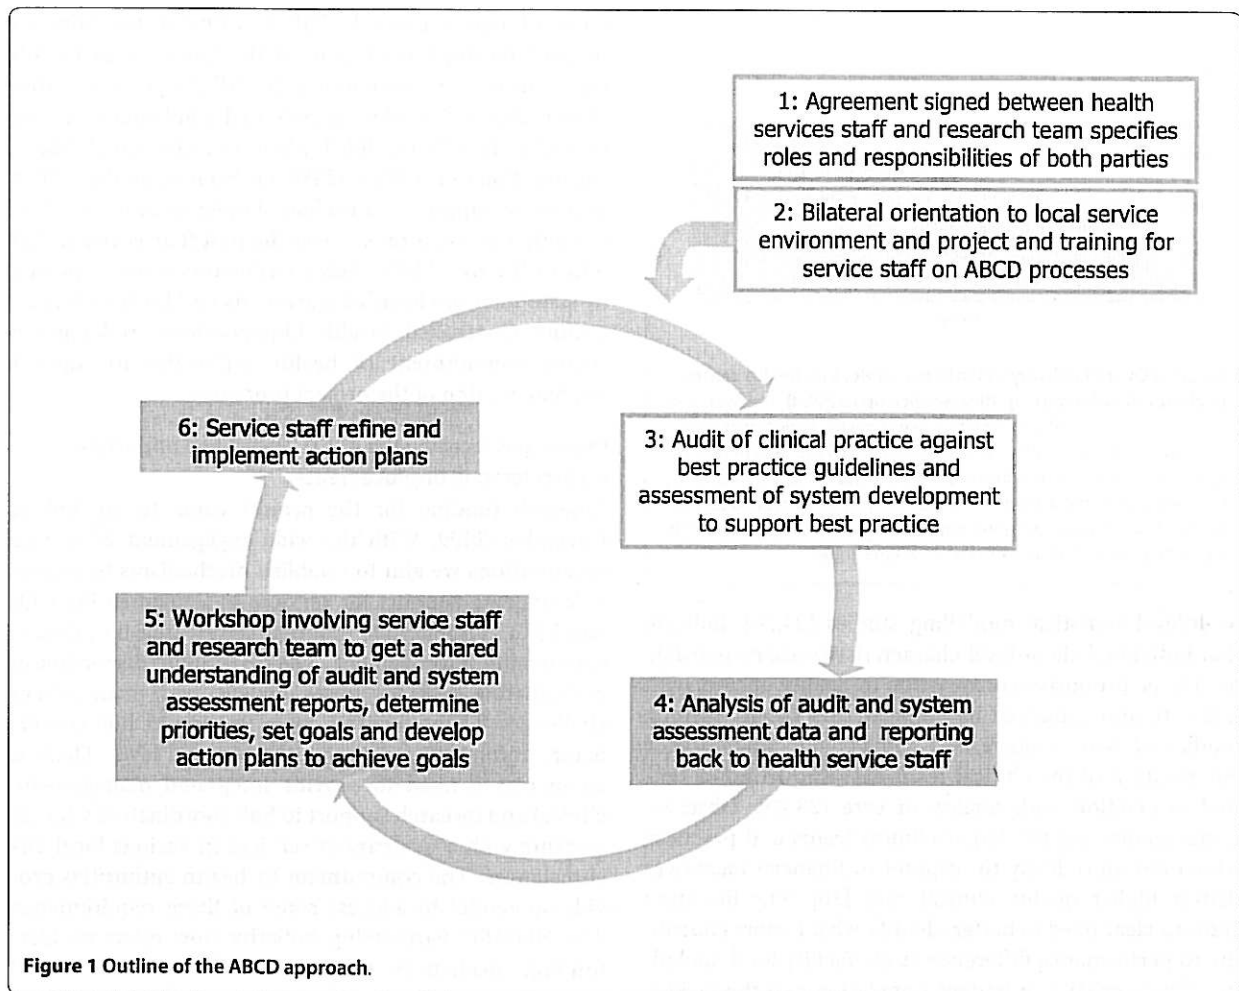 1: Agreement signed between health
services staff and research team specifies
roles and responsibilities of both parties
2: Bilateral orientation to local service
environment and project and training for
service staff on ABCD processes
3: Audit of clinical practice against
best practice guidelines and
assessment of system development
to support best practice
4: Analysis of audit and system
assessment data and reporting
back to health service staff
5: Workshop involving service staff
and research team to get a shared
understanding of audit and system
assessment reports, determine
priorities, set goals and develop
action plans to achieve goals
6: Service staff refine and
implement action plans
Figure 1 Outline of the ABCD approach.